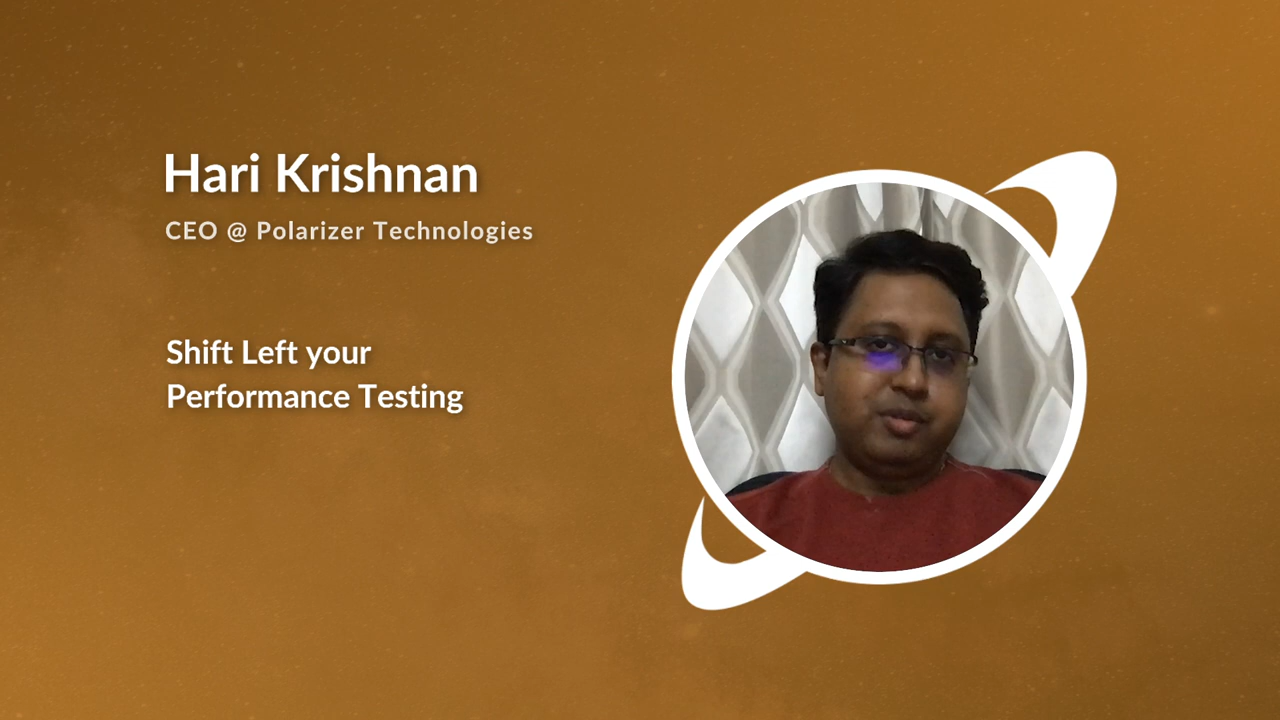 Hari Krishnan
CEO @ Polarizer Technologies
Shift Left your
Performance Testing